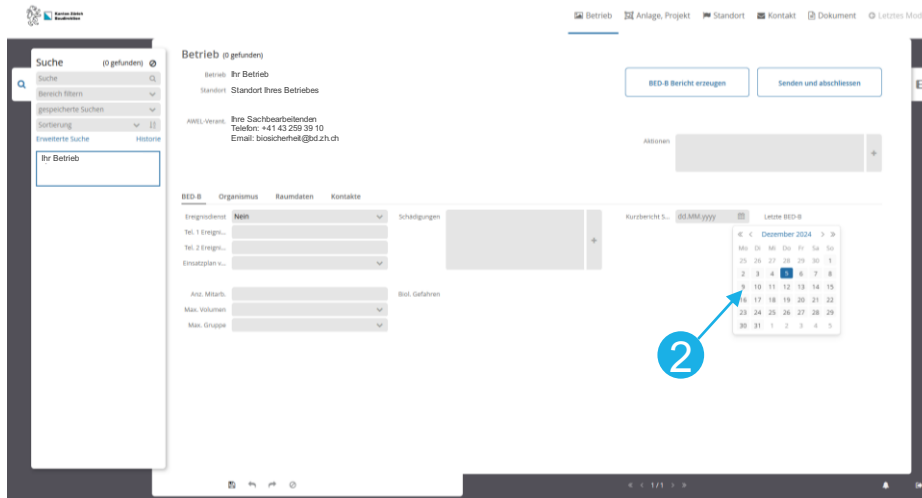 Kanton Zürich
Baudirektion
Betrieb Anlage, Projekt Standort Kontakt Dokument Letztes Mod
Suche (0 gefunden)
Suche
Bereich filtern
gespeicherte Suchen
Sortierung
Erweiterte Suche Historie
Ihr Betrieb
Betrieb (0 gefunden)
Betrieb Ihr Betrieb
Standort Standort Ihres Betriebes
AWEL-Verant. Ihre Sachbearbeitenden
Telefon: +41 43 259 39 10
Email: biosicherheit@bd.zh.ch
BED-B Bericht erzeugen Senden und abschliessen
Aktionen
+
BED-B Organismus Raumdaten Kontakte
Ereignisdienst Nein
Tel. 1 Ereigni...
Tel. 2 Ereigni...
Einsatzplan v...
Anz. Mitarb.
Max. Volumen
Max. Gruppe
Schädigungen
+
Biol. Gefahren
Kurzbericht S... dd.MM.yyyy Letzte BED-B
« < Dezember 2024 > »
Mo Di Mi Do Fr Sa So
25 26 27 28 29 30 1
2 3 4 5 6 7 8
9 10 11 12 13 14 15
16 17 18 19 20 21 22
23 24 25 26 27 28 29
30 31 1 2 3 4 5
2
« < 1/1 > »
E